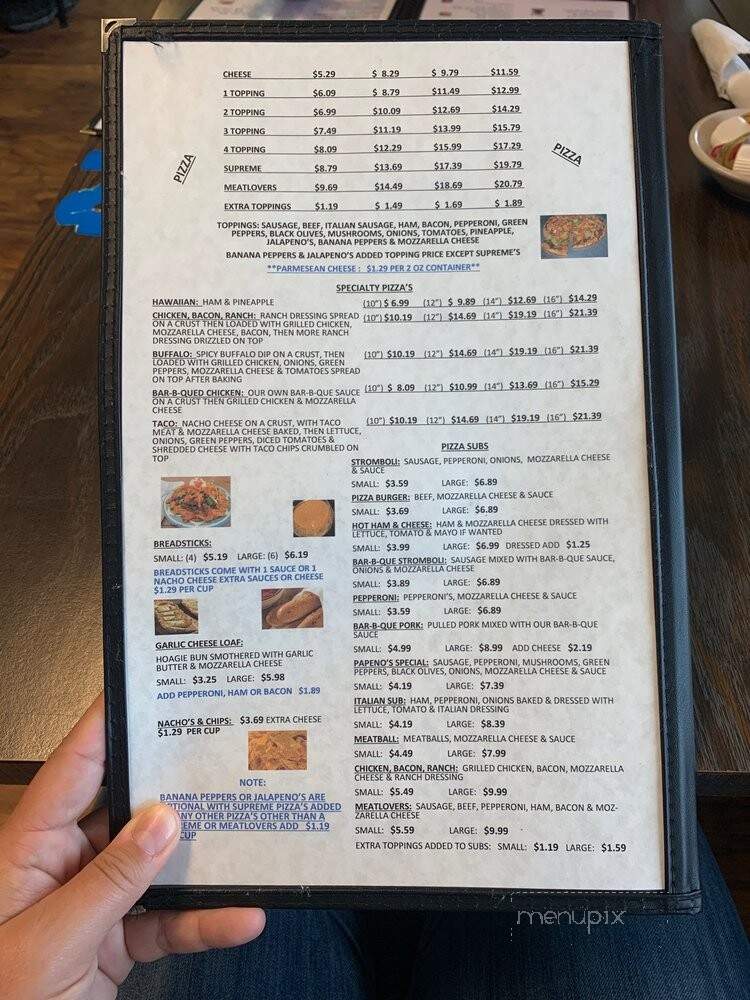 CHEESE $5.29 $ 8.29 $ 9.79 $11.59
1 TOPPING $6.09 $ 8.79 $11.49 $12.99
2 TOPPING $6.99 $10.09 $12.69 $14.29
3 TOPPING $7.49 $11.19 $13.99 $15.79
4 TOPPING $8.09 $12.29 $15.99 $17.29
SUPREME $8.79 $13.69 $17.39 $19.79
MEATLOVERS $9.69 $14.49 $18.69 $20.79
EXTRA TOPPINGS $1.19 $ 1.49 $ 1.69 $ 1.89
PIZZA
PIZZA
TOPPINGS: SAUSAGE, BEEF, ITALIAN SAUSAGE, HAM, BACON, PEPPERONI, GREEN
PEPPERS, BLACK OLIVES, MUSHROOMS, ONIONS, TOMATOES, PINEAPPLE,
JALAPENO'S, BANANA PEPPERS & MOZZARELLA CHEESE
BANANA PEPPERS & JALAPENO'S ADDED TOPPING PRICE EXCEPT SUPREME'S
**PARMESEAN CHEESE : $1.29 PER 2 OZ CONTAINER**
SPECIALTY PIZZA'S
HAWAIIAN: HAM & PINEAPPLE (10") $ 6.99 (12") $ 9.89 (14") $12.69 (16") $14.29
CHICKEN, BACON, RANCH: RANCH DRESSING SPREAD (10") $10.19 (12") $14.69 (14") $19.19 (16") $21.39
ON A CRUST THEN LOADED WITH GRILLED CHICKEN,
MOZZARELLA CHEESE, BACON, THEN MORE RANCH
DRESSING DRIZZLED ON TOP
BUFFALO: SPICY BUFFALO DIP ON A CRUST, THEN (10") $10.19 (12") $14.69 (14") $19.19 (16") $21.39
LOADED WITH GRILLED CHICKEN, ONIONS, GREEN
PEPPERS, MOZZARELLA CHEESE & TOMATOES SPREAD
ON TOP AFTER BAKING
BAR-B-QUED CHICKEN: OUR OWN BAR-B-QUE SAUCE (10") $ 8.09 (12") $10.99 (14") $13.69 (16") $15.29
ON A CRUST THEN GRILLED CHICKEN & MOZZARELLA
CHEESE
TACO: NACHO CHEESE ON A CRUST, WITH TACO (10") $10.19 (12") $14.69 (14") $19.19 (16") $21.39
MEAT & MOZZARELLA CHEESE BAKED, THEN LETTUCE,
ONIONS, GREEN PEPPERS, DICED TOMATOES &
SHREDDED CHEESE WITH TACO CHIPS CRUMBLED ON
TOP
BREADSTICKS:
SMALL: (4) $5.19 LARGE: (6) $6.19
BREADSTICKS COME WITH 1 SAUCE OR 1
NACHO CHEESE EXTRA SAUCES OR CHEESE
$1.29 PER CUP
GARLIC CHEESE LOAF:
HOAGIE BUN SMOTHERED WITH GARLIC
BUTTER & MOZZARELLA CHEESE
SMALL: $3.25 LARGE: $5.98
ADD PEPPERONI, HAM OR BACON $1.89
NACHO'S & CHIPS: $3.69 EXTRA CHEESE
$1.29 PER CUP
NOTE:
BANANA PEPPERS OR JALAPENO'S ARE
OPTIONAL WITH SUPREME PIZZA'S ADDED
ANY OTHER PIZZA'S OTHER THAN A
EME OR MEATLOVERS ADD $1.19
CUP
PIZZA SUBS
STROMBOLI: SAUSAGE, PEPPERONI, ONIONS, MOZZARELLA CHEESE
& SAUCE
SMALL: $3.59 LARGE: $6.89
PIZZA BURGER: BEEF, MOZZARELLA CHEESE & SAUCE
SMALL: $3.69 LARGE: $6.89
HOT HAM & CHEESE: HAM & MOZZARELLA CHEESE DRESSED WITH
LETTUCE, TOMATO & MAYO IF WANTED
SMALL: $3.99 LARGE: $6.99 DRESSED ADD $1.25
BAR-B-QUE STROMBOLI: SAUSAGE MIXED WITH BAR-B-QUE SAUCE,
ONIONS & MOZZARELLA CHEESE
SMALL: $3.89 LARGE: $6.89
PEPPERONI: PEPPERONI'S, MOZZARELLA CHEESE & SAUCE
SMALL: $3.59 LARGE: $6.89
BAR-B-QUE PORK: PULLED PORK MIXED WITH OUR BAR-B-QUE
SAUCE
SMALL: $4.99 LARGE: $8.99 ADD CHEESE $2.19
PAPENO'S SPECIAL: SAUSAGE, PEPPERONI, MUSHROOMS, GREEN
PEPPERS, BLACK OLIVES, ONIONS, MOZZARELLA CHEESE & SAUCE
SMALL: $4.19 LARGE: $7.39
ITALIAN SUB: HAM, PEPPERONI, ONIONS BAKED & DRESSED WITH
LETTUCE, TOMATO & ITALIAN DRESSING
SMALL: $4.19 LARGE: $8.39
MEATBALL: MEATBALLS, MOZZARELLA CHEESE & SAUCE
SMALL: $4.49 LARGE: $7.99
CHICKEN, BACON, RANCH: GRILLED CHICKEN, BACON, MOZZARELLA
CHEESE & RANCH DRESSING
SMALL: $5.49 LARGE: $9.99
MEATLOVERS: SAUSAGE, BEEF, PEPPERONI, HAM, BACON & MOZ-
ZARELLA CHEESE
SMALL: $5.59 LARGE: $9.99
EXTRA TOPPINGS ADDED TO SUBS: SMALL: $1.19 LARGE: $1.59
menupix